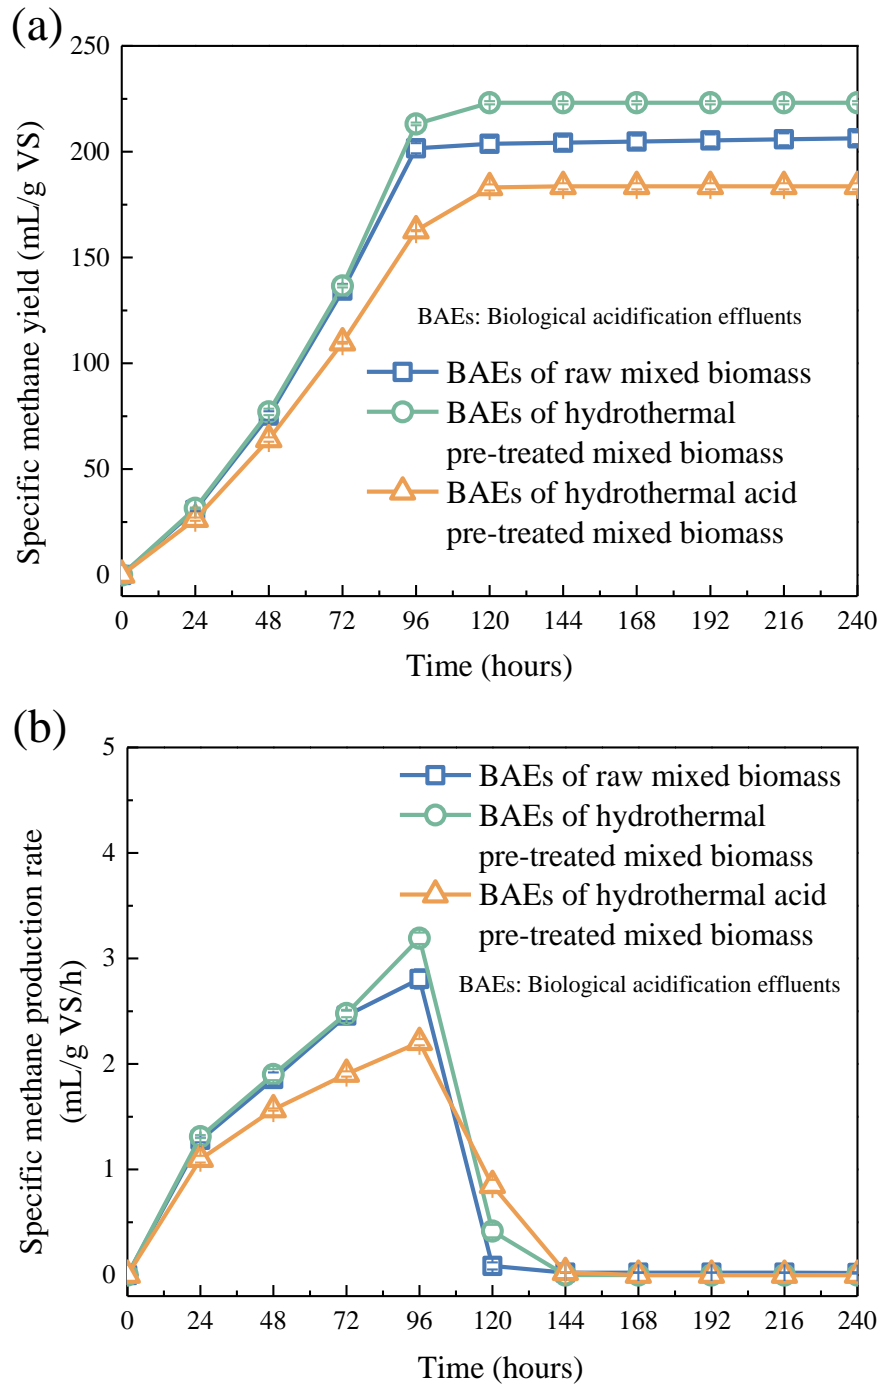 (a)
250
200
150
100
50
0
Specific methane yield (mL/g VS)
BAEs: Biological acidification effluents
BAEs of raw mixed biomass
BAEs of hydrothermal
pre-treated mixed biomass
BAEs of hydrothermal acid
pre-treated mixed biomass
0 24 48 72 96 120 144 168 192 216 240
Time (hours)
(b)
5
4
3
2
1
0
Specific methane production rate
(mL/g VS/h)
BAEs of raw mixed biomass
BAEs of hydrothermal
pre-treated mixed biomass
BAEs of hydrothermal acid
pre-treated mixed biomass
BAEs: Biological acidification effluents
0 24 48 72 96 120 144 168 192 216 240
Time (hours)